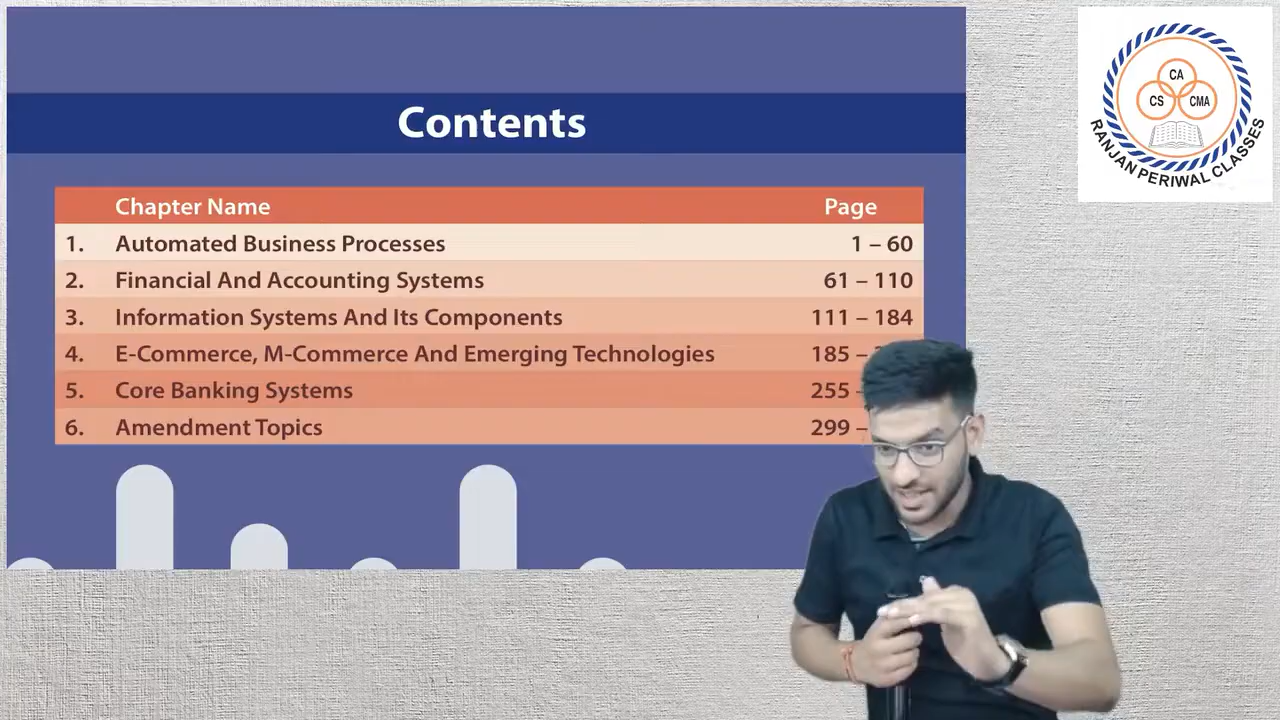 Contents
Chapter Name Page
1. Automated Business Processes 1 – 60
2. Financial And Accounting Systems 61 – 110
3. Information Systems And Its Components 111 – 184
4. E-Commerce, M-Commerce And Emerging Technologies 185 –
5. Core Banking Systems 255 -
6. Amendment Topics 299 –
CA
CS CMA
RANJAN PERIWAL CLASSES